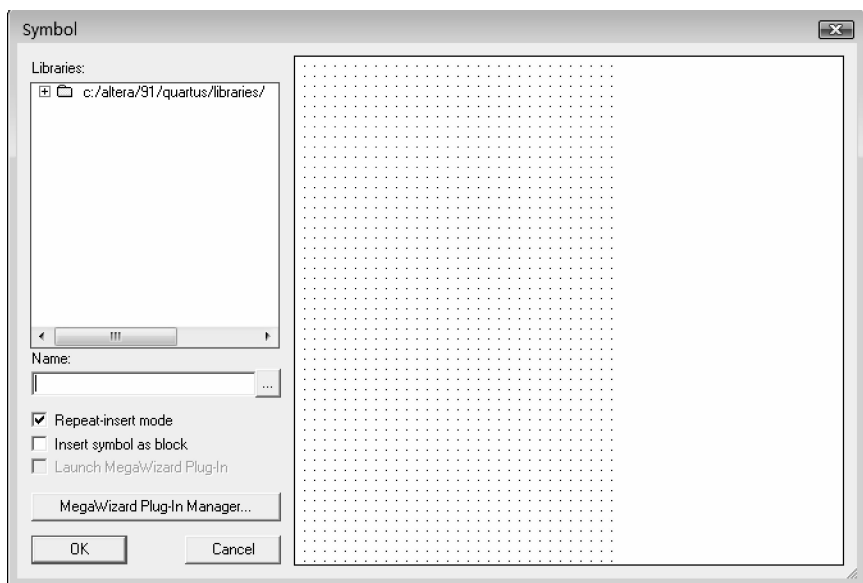 Symbol
Libraries:
c:/altera/91/quartus/libraries/
Name:
...
Repeat-insert mode
Insert symbol as block
Launch MegaWizard Plug-In
MegaWizard Plug-In Manager...
OK Cancel